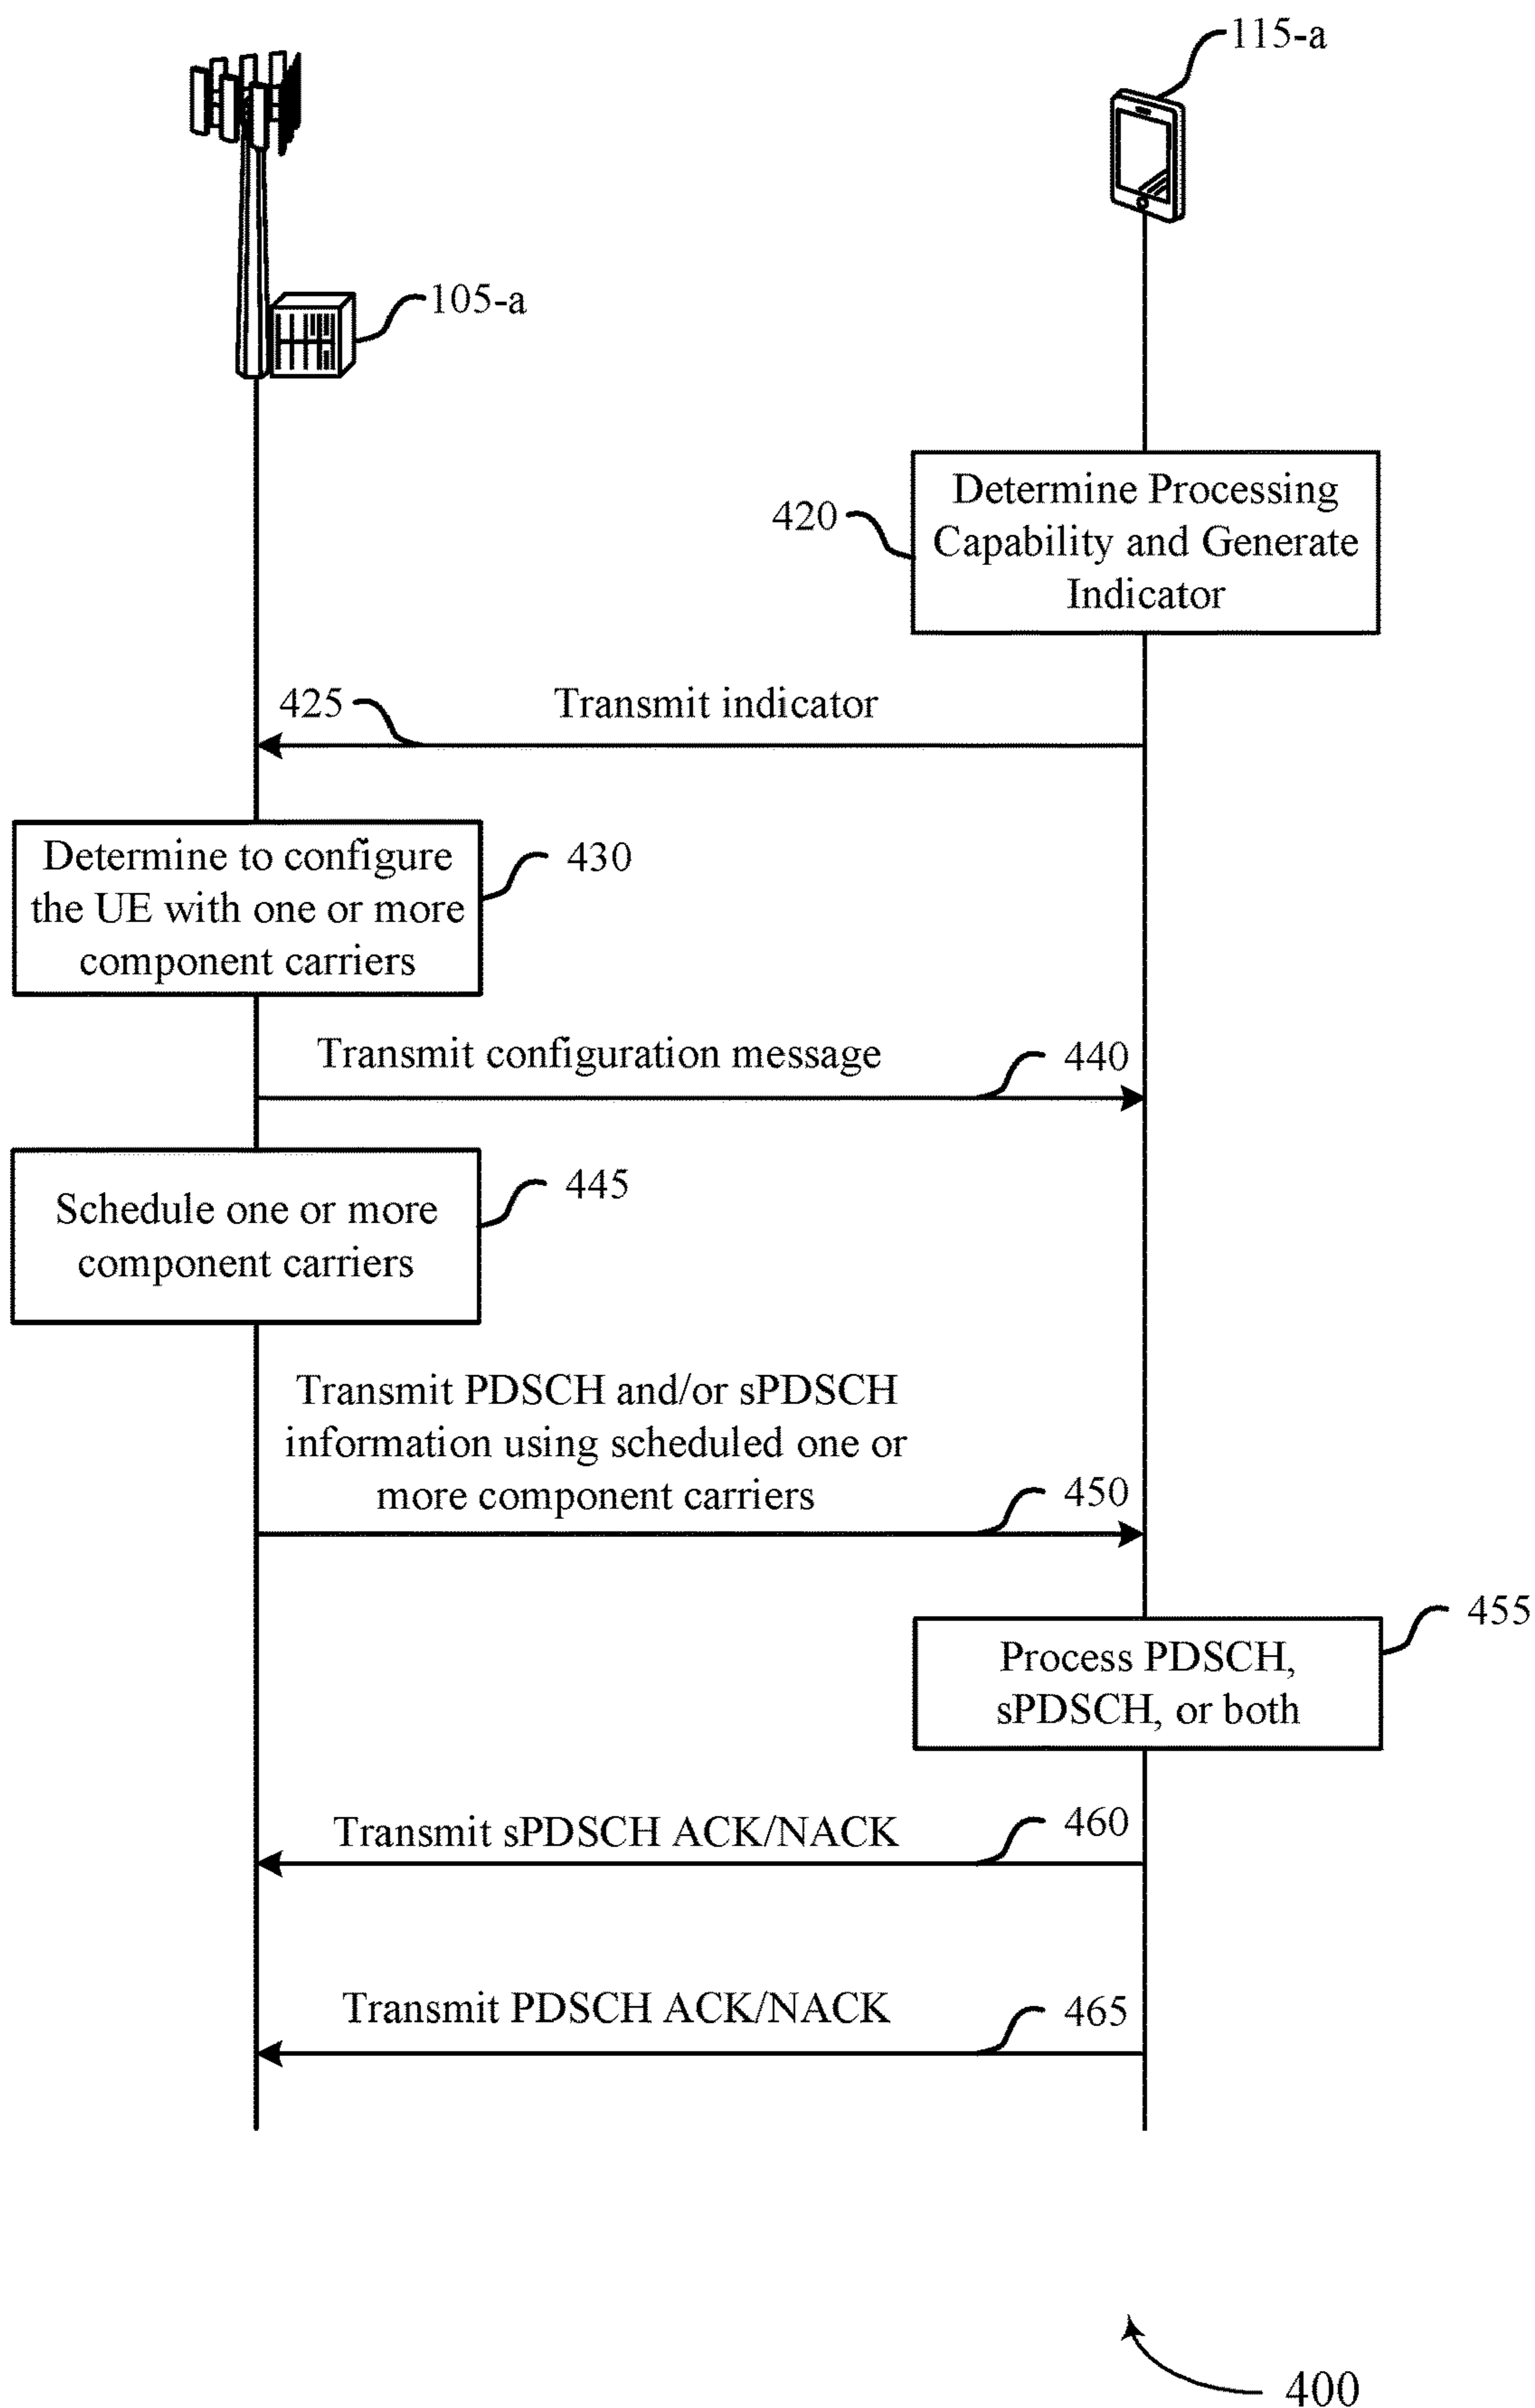 115-a
105-a
420
Determine Processing
Capability and Generate
Indicator
425
Transmit indicator
Determine to configure
the UE with one or more
component carriers
430
Transmit configuration message
440
Schedule one or more
component carriers
445
Transmit PDSCH and/or sPDSCH
information using scheduled one or
more component carriers
450
455
Process PDSCH,
sPDSCH, or both
Transmit sPDSCH ACK/NACK
460
Transmit PDSCH ACK/NACK
465
400